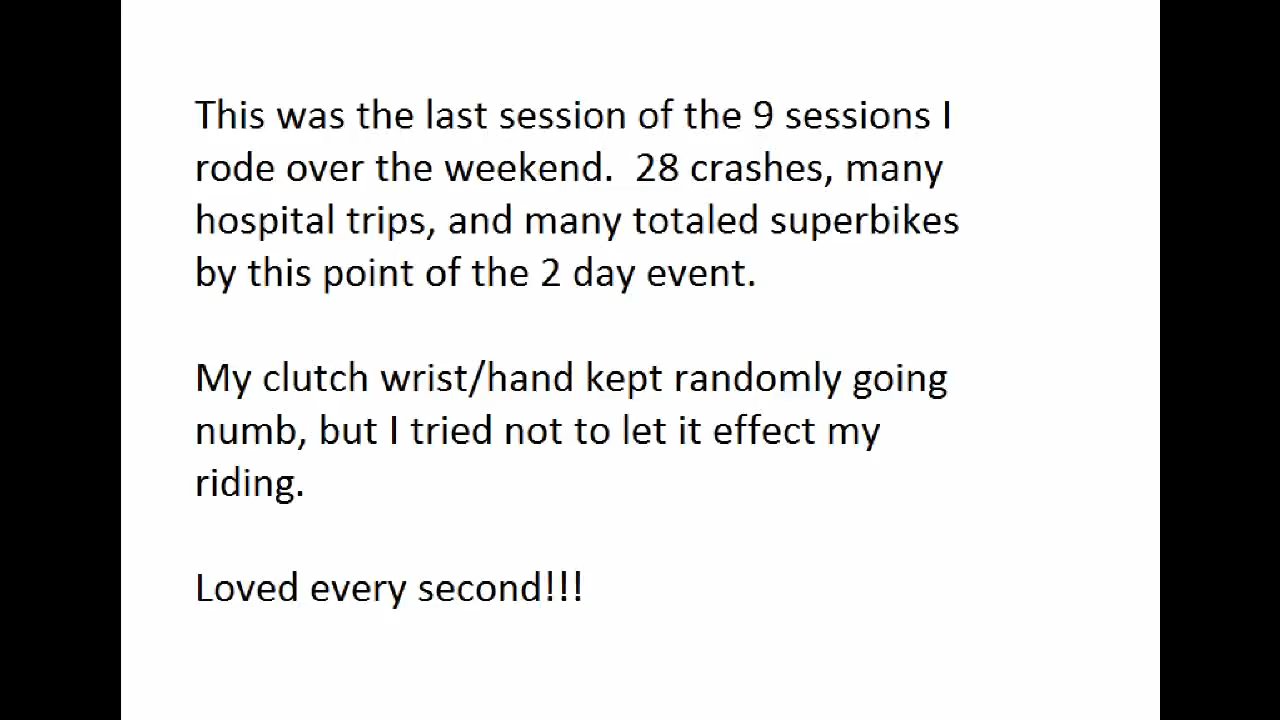 This was the last session of the 9 sessions I
rode over the weekend.  28 crashes, many
hospital trips, and many totaled superbikes
by this point of the 2 day event.
My clutch wrist/hand kept randomly going
numb, but I tried not to let it effect my
riding.
Loved every second!!!